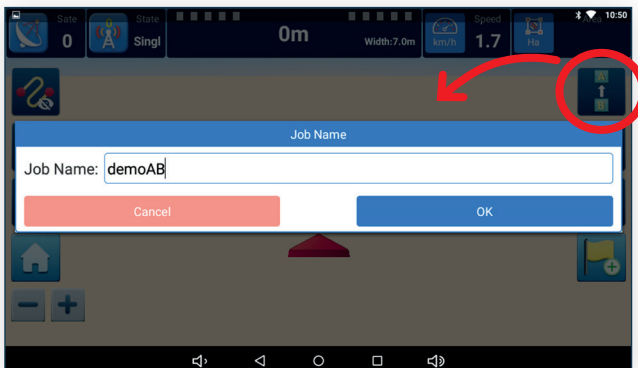 10:50
Sate
0
State
Singl
0m
Width:7.0m
km/h
Speed
1.7
Ha
Area
A
B
Job Name
Job Name: demoAB
Cancel
OK